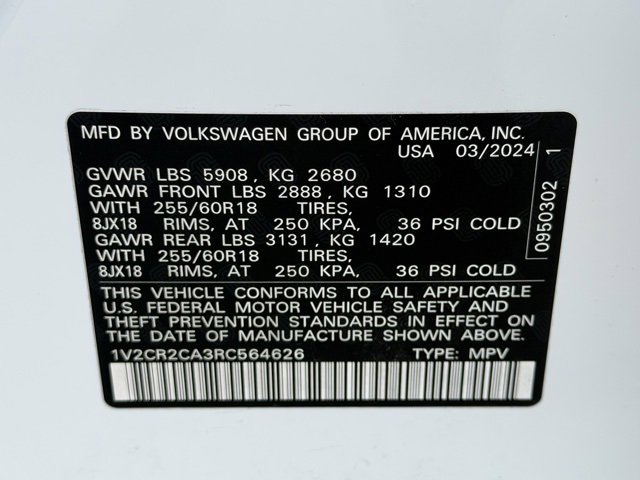 MFD BY VOLKSWAGEN GROUP OF AMERICA, INC.
USA 03/2024
GVWR LBS 5908, KG 2680
GAWR FRONT LBS 2888, KG 1310
WITH 255/60R18 TIRES,
8JX18 RIMS, AT 250 KPA, 36 PSI COLD
GAWR REAR LBS 3131, KG 1420
WITH 255/60R18 TIRES,
8JX18 RIMS, AT 250 KPA, 36 PSI COLD
THIS VEHICLE CONFORMS TO ALL APPLICABLE
U.S. FEDERAL MOTOR VEHICLE SAFETY AND
THEFT PREVENTION STANDARDS IN EFFECT ON
THE DATE OF MANUFACTURE SHOWN ABOVE.
1V2CR2CA3RC564626 TYPE: MPV
0950302 1